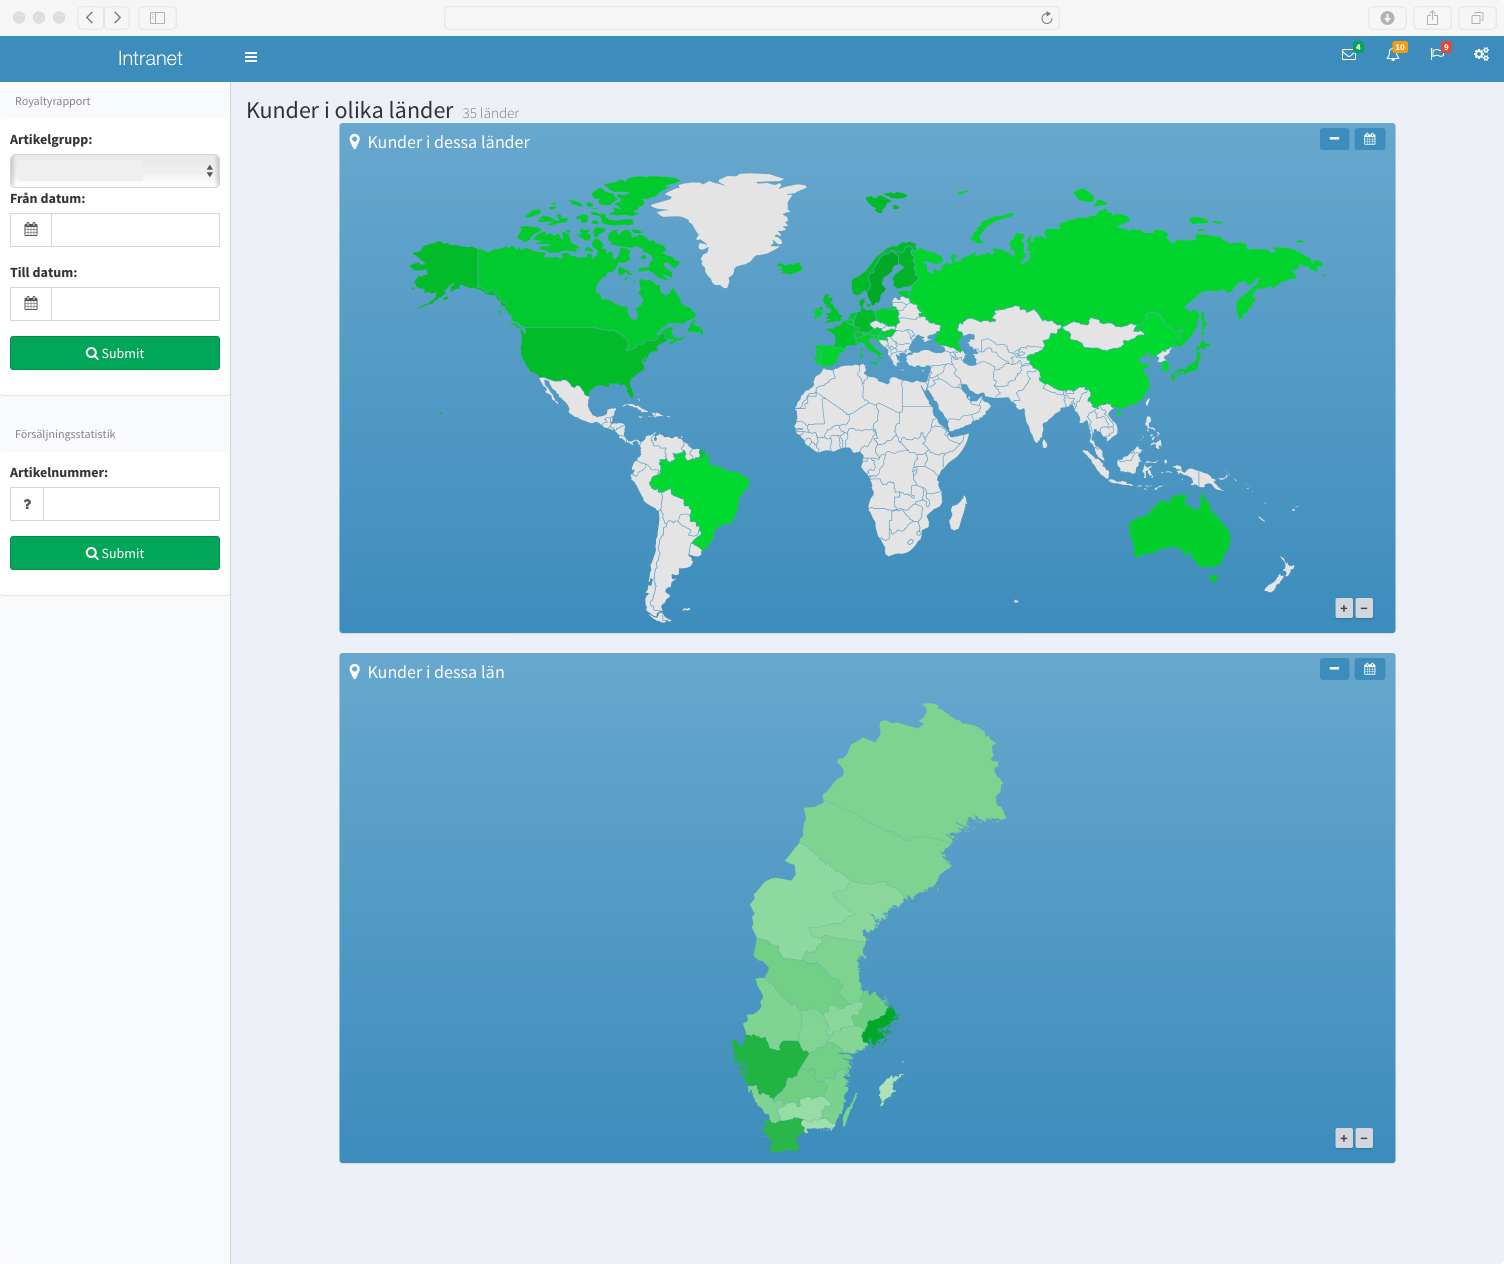 Intranet
4
10
9
Royaltyrapport
Artikelgrupp:
Från datum:
Till datum:
Submit
Försäljningsstatistik
Artikelnummer:
?
Submit
Kunder i olika länder 35 länder
Kunder i dessa länder
+ −
Kunder i dessa län
+ −